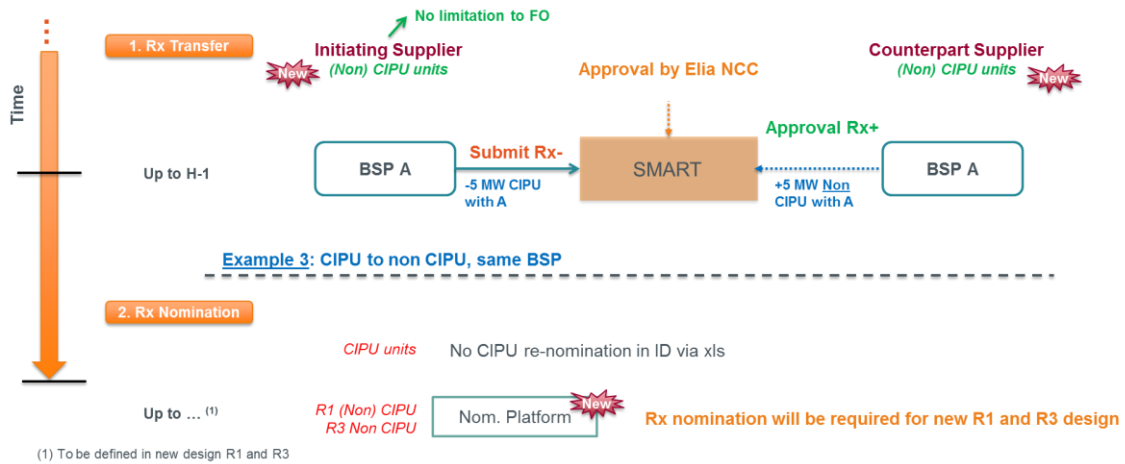 No limitation to FO
1. Rx Transfer
Initiating Supplier
Counterpart Supplier
New
(Non) CIPU units
Approval by Elia NCC
(Non) CIPU units
New
Time
Approval Rx+
Up to H-1
BSP A
Submit Rx-
SMART
BSP A
-5 MW CIPU
with A
+5 MW Non
CIPU with A
Example 3: CIPU to non CIPU, same BSP
2. Rx Nomination
CIPU units
No CIPU re-nomination in ID via xls
New
Up to … (1)
R1 (Non) CIPU
R3 Non CIPU
Nom. Platform
Rx nomination will be required for new R1 and R3 design
(1) To be defined in new design R1 and R3